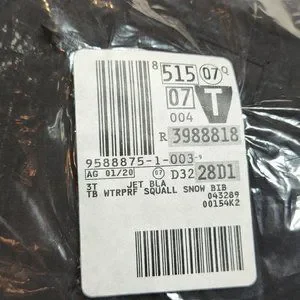 8 515 07 Q
07 T
004
R 3988818
9588875-1-003-9
AG 01/20 07 D32 28D1
3T JET BLA
TB WTRPRF SQUALL SNOW BIB
043289
00154K2